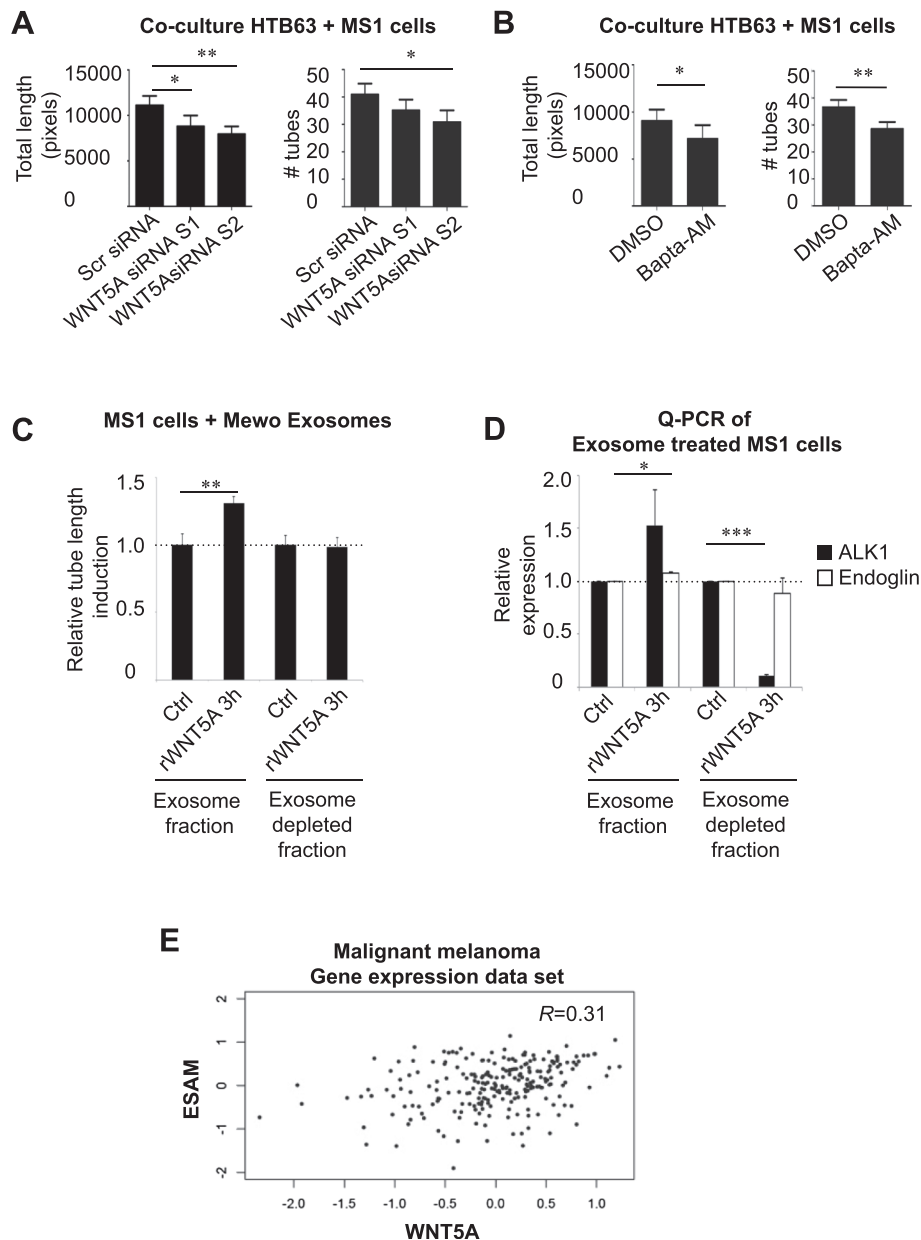 A
Co-culture HTB63 + MS1 cells
Total length
(pixels)
15000
10000
5000
0
*
**
Scr siRNA
WNT5A siRNA S1
WNT5AsiRNA S2
# tubes
50
40
30
20
10
0
*
Scr siRNA
WNT5A siRNA S1
WNT5AsiRNA S2
B
Co-culture HTB63 + MS1 cells
Total length
(pixels)
15000
10000
5000
0
*
DMSO
Bapta-AM
# tubes
50
40
30
20
10
0
**
DMSO
Bapta-AM
C
MS1 cells + Mewo Exosomes
Relative tube length
induction
1.5
1.0
0.5
0
**
Ctrl
rWNT5A 3h
Ctrl
rWNT5A 3h
Exosome
fraction
Exosome
depleted
fraction
D
Q-PCR of
Exosome treated MS1 cells
Relative
expression
2.0
1.5
1.0
0.5
0
*
***
ALK1
Endoglin
Ctrl
rWNT5A 3h
Ctrl
rWNT5A 3h
Exosome
fraction
Exosome
depleted
fraction
E
Malignant melanoma
Gene expression data set
R=0.31
ESAM
2
1
0
-1
-2
-2.0 -1.5 -1.0 -0.5 0.0 0.5 1.0
WNT5A